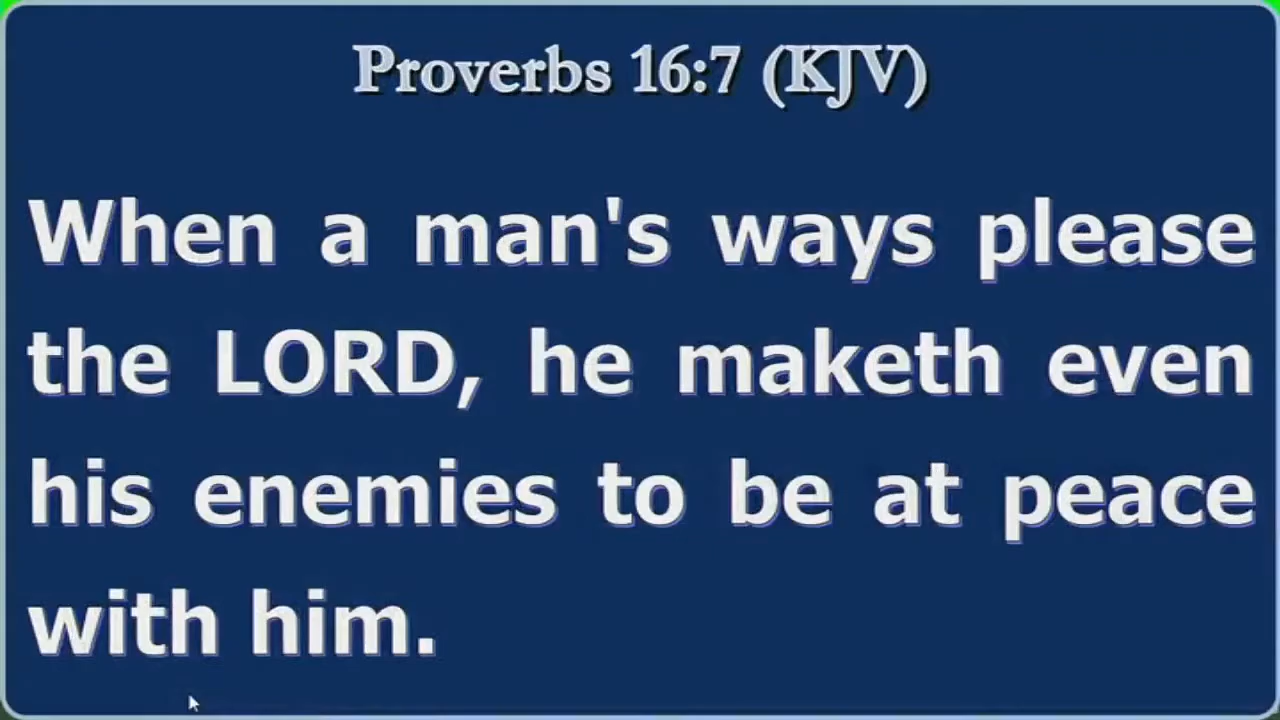 Proverbs 16:7 (KJV)
When a man's ways please
the LORD, he maketh even
his enemies to be at peace
with him.